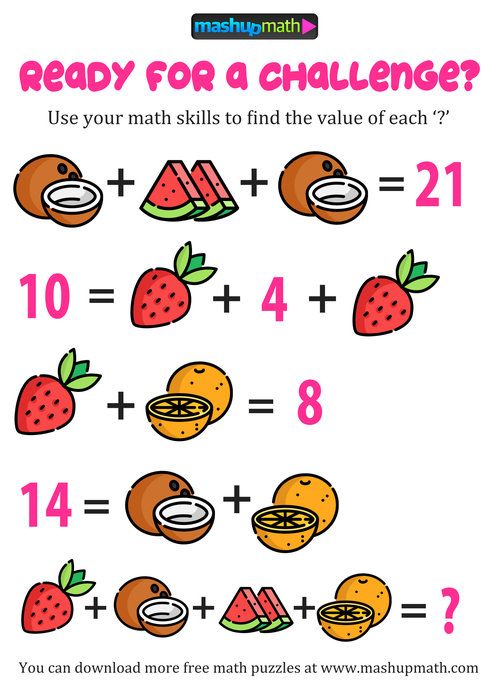 mashupmath
READY FOR A CHALLENGE?
Use your math skills to find the value of each ‘?’
+ + = 21
10 = + 4 +
+ = 8
14 = +
+ + + = ?
You can download more free math puzzles at www.mashupmath.com